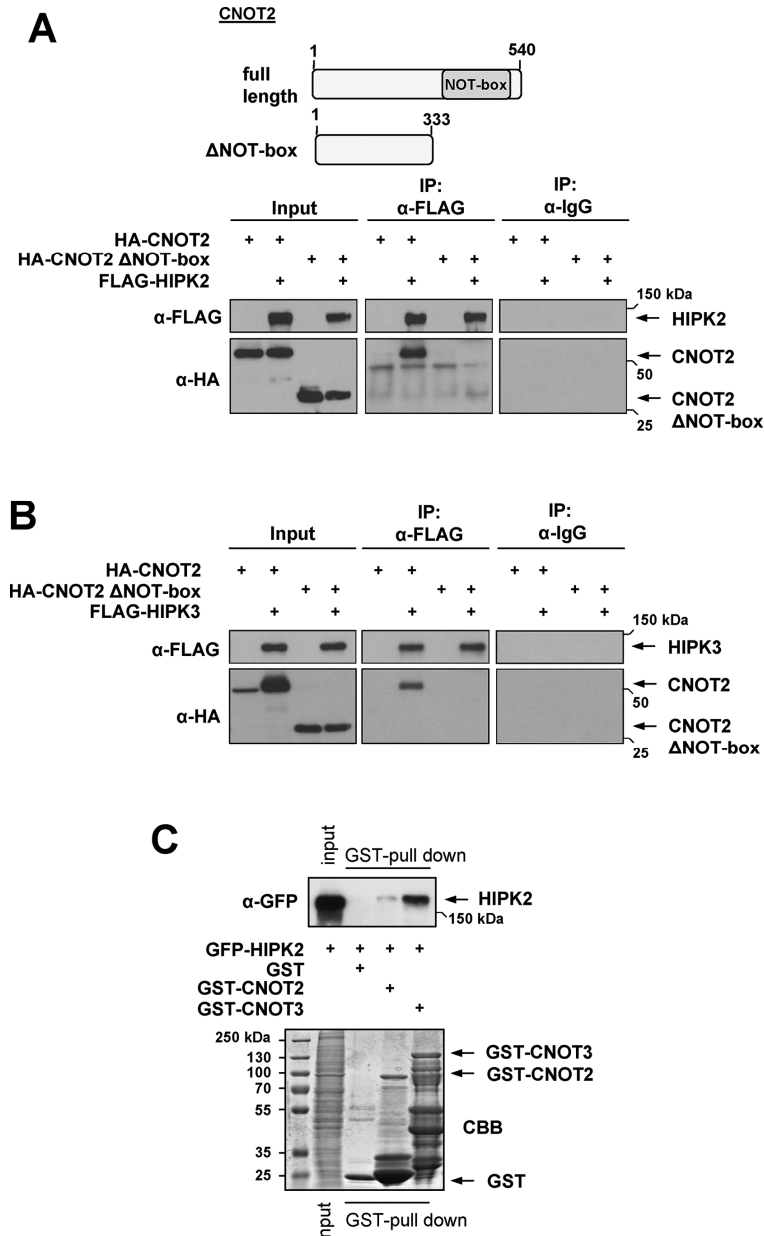 A
CNOT2
1 540
full length
NOT-box
1 333
ΔNOT-box
Input
IP: α-FLAG
IP: α-IgG
HA-CNOT2 + + + + + +
HA-CNOT2 ΔNOT-box + + + + + +
FLAG-HIPK2 + + + + + +
150 kDa
α-FLAG
HIPK2
α-HA
CNOT2
50
CNOT2 ΔNOT-box
25
B
Input
IP: α-FLAG
IP: α-IgG
HA-CNOT2 + + + + + +
HA-CNOT2 ΔNOT-box + + + + + +
FLAG-HIPK3 + + + + + +
150 kDa
α-FLAG
HIPK3
α-HA
CNOT2
50
CNOT2 ΔNOT-box
25
C
input
GST-pull down
α-GFP
HIPK2
150 kDa
GFP-HIPK2 + + + +
GST +
GST-CNOT2 +
GST-CNOT3 +
250 kDa
130
100
70
55
35
25
GST-CNOT3
GST-CNOT2
CBB
GST
input
GST-pull down